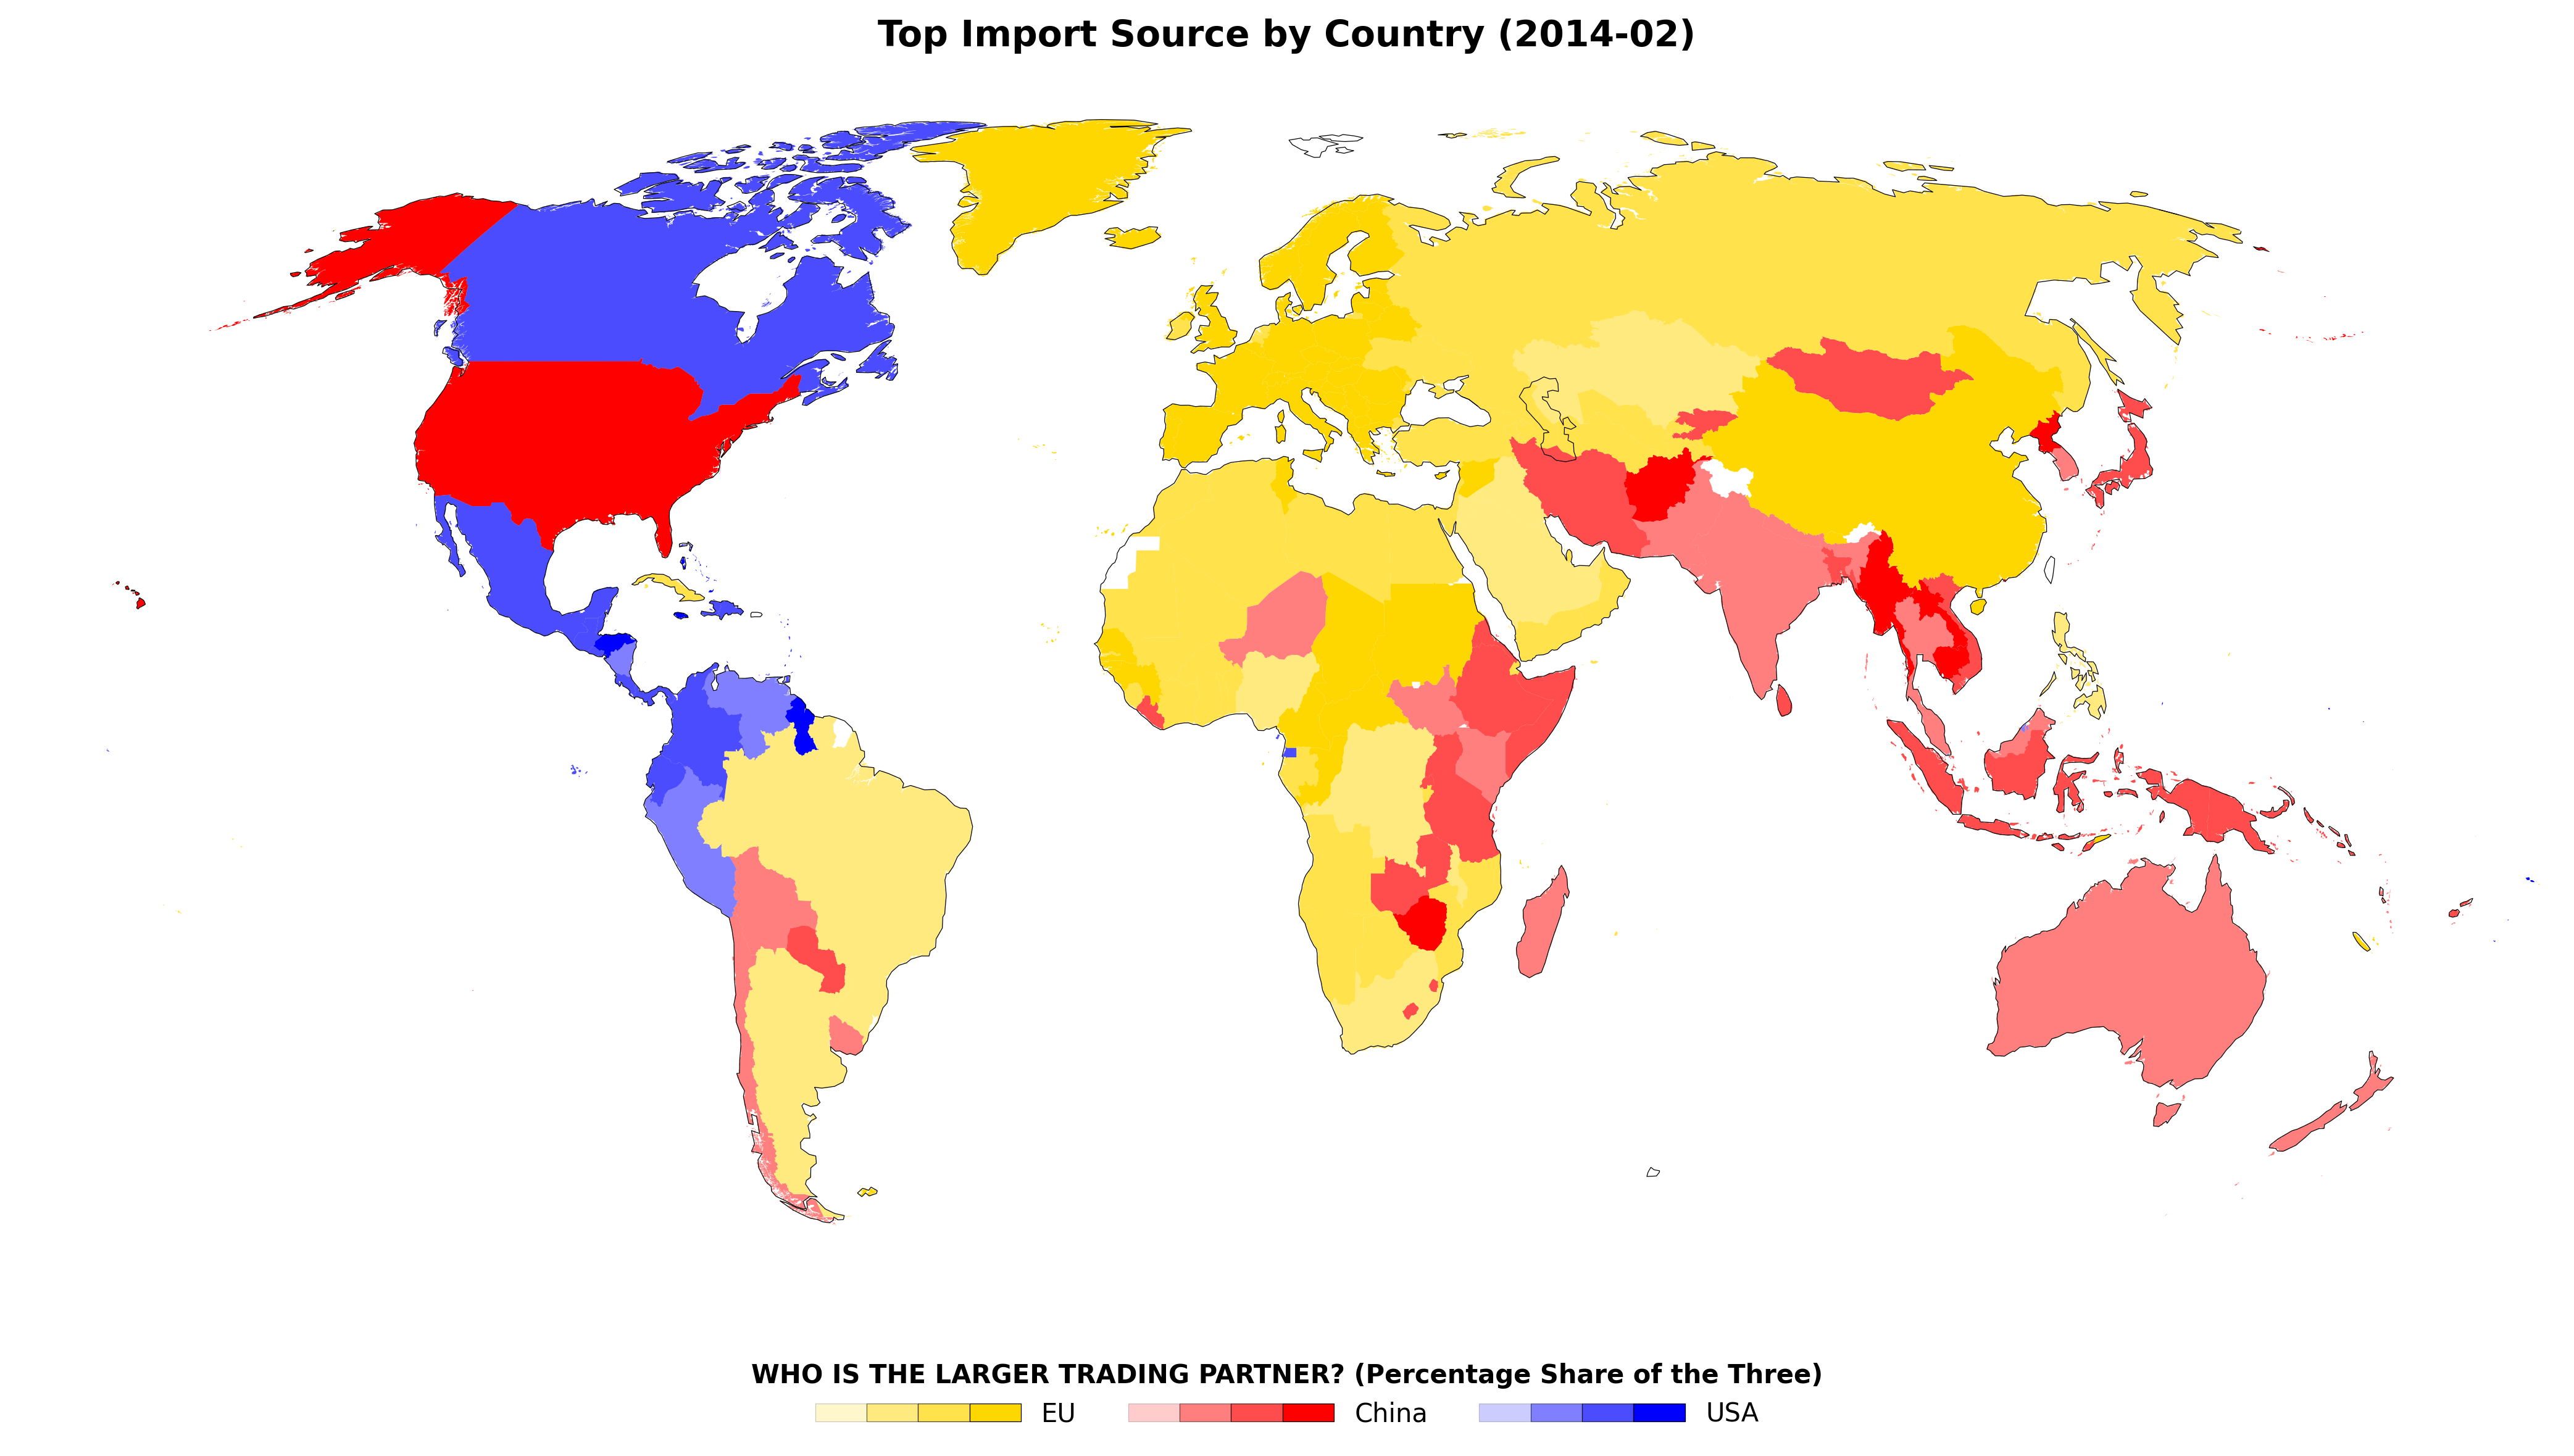 Top Import Source by Country (2014-02)
WHO IS THE LARGER TRADING PARTNER? (Percentage Share of the Three)
EU China USA